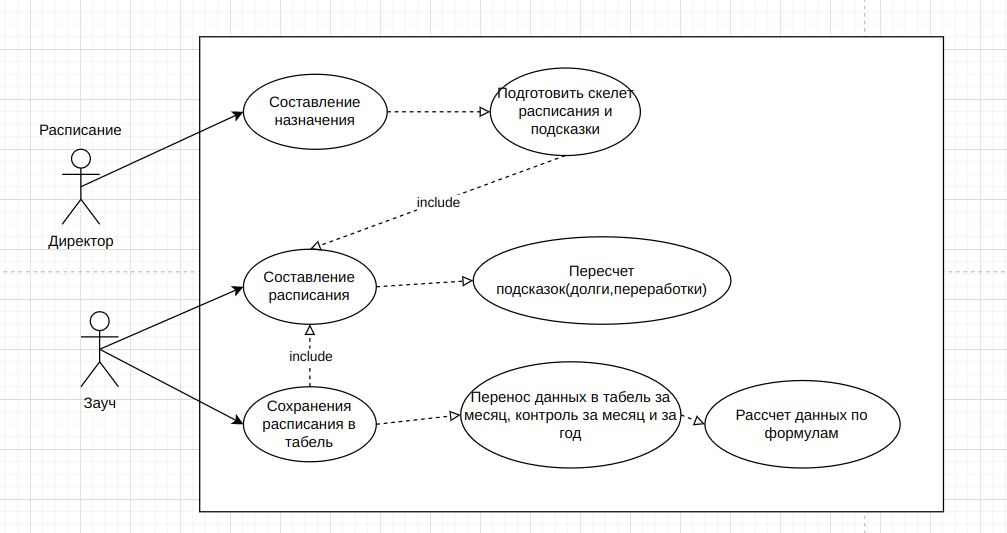 Составление
назначения
Подготовить скелет
расписания и
подсказки
Расписание
Директор
include
Составление
расписания
Пересчет
подсказок(долги,переработки)
Зауч
include
Сохранения
расписания в
табель
Перенос данных в табель за
месяц, контроль за месяц и за
год
Рассчет данных по
формулам